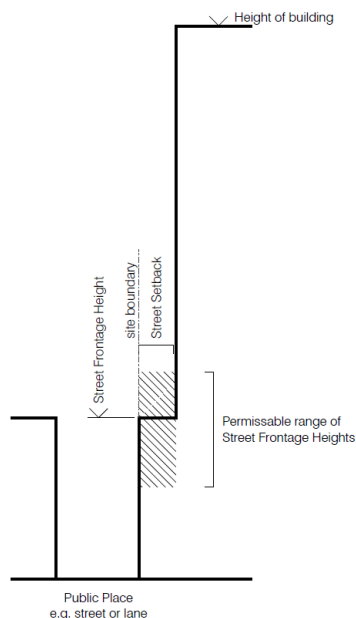 Height of building
Street Frontage Height
site boundary
Street Setback
Permissable range of
Street Frontage Heights
Public Place
e.g. street or lane